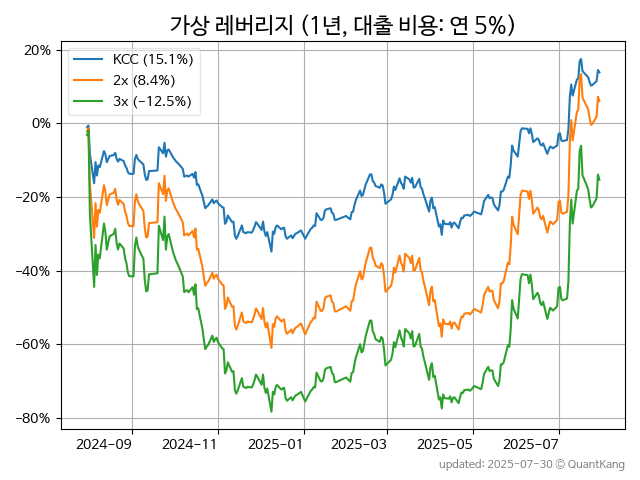 가상 레버리지 (1년, 대출 비용: 연 5%)
KCC (15.1%)
2x (8.4%)
3x (−12.5%)
20%
0%
−20%
−40%
−60%
−80%
2024-09 2024-11 2025-01 2025-03 2025-05 2025-07
updated: 2025-07-30 © QuantKang